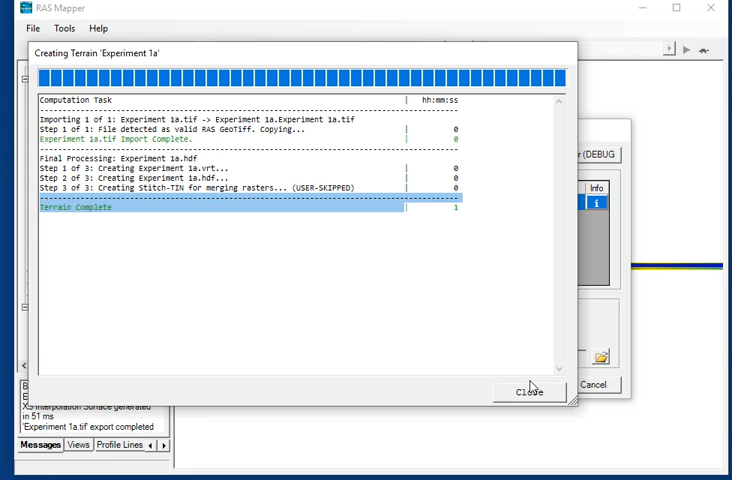 RAS Mapper
File Tools Help
Creating Terrain 'Experiment 1a'
Computation Task | hh:mm:ss
Importing 1 of 1: Experiment 1a.tif -> Experiment 1a.Experiment 1a.tif
Step 1 of 1: File detected as valid RAS GeoTiff. Copying... | 0
Experiment 1a.tif Import Complete. | 0
Final Processing: Experiment 1a.hdf
Step 1 of 3: Creating Experiment 1a.vrt... | 0
Step 2 of 3: Creating Experiment 1a.hdf... | 0
Step 3 of 3: Creating Stitch-TIN for merging rasters... (USER-SKIPPED) | 0
Terrain Complete | 1
(DEBUG
Info
i
Close
Cancel
XS Interpolation Surface generated
in 51 ms
'Experiment 1a.tif' export completed
Messages Views Profile Lines